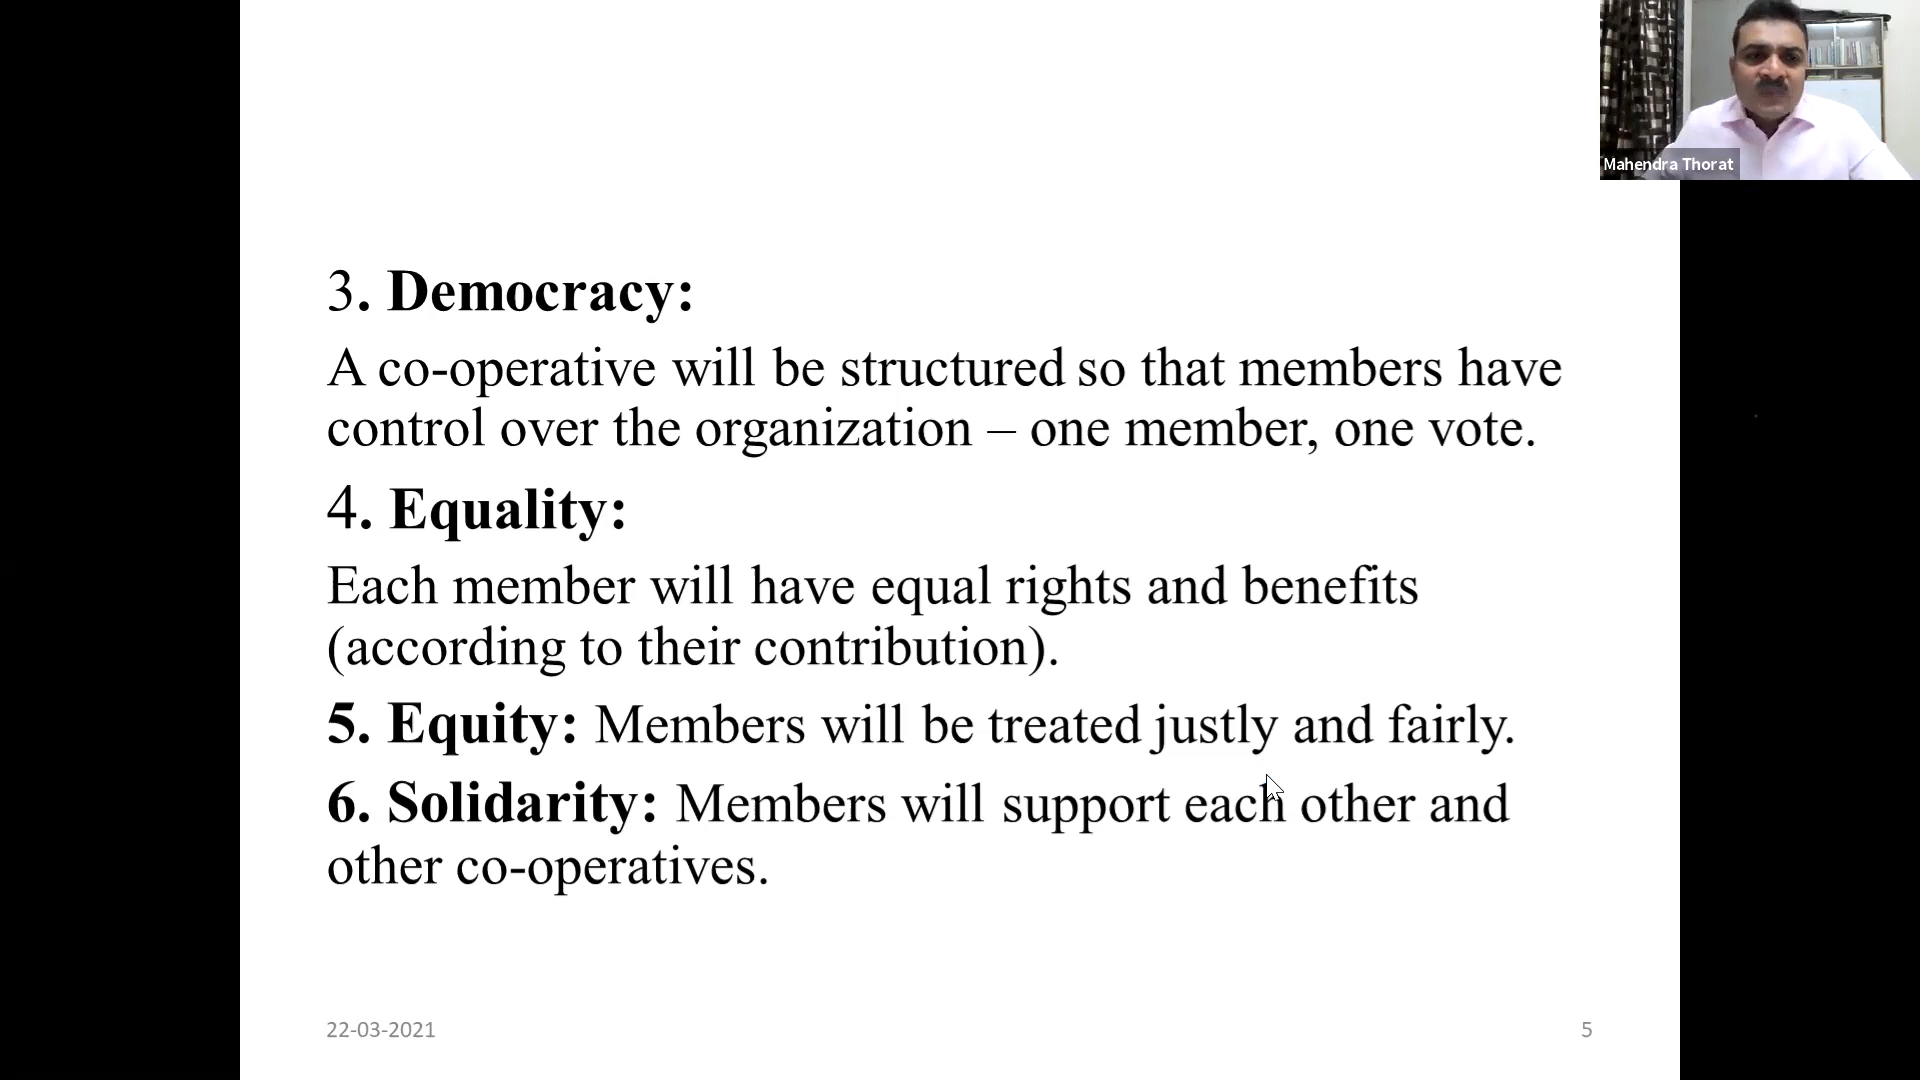 Mahendra Thorat
3. Democracy:
A co-operative will be structured so that members have
control over the organization – one member, one vote.
4. Equality:
Each member will have equal rights and benefits
(according to their contribution).
5. Equity: Members will be treated justly and fairly.
6. Solidarity: Members will support each other and
other co-operatives.
22-03-2021
5